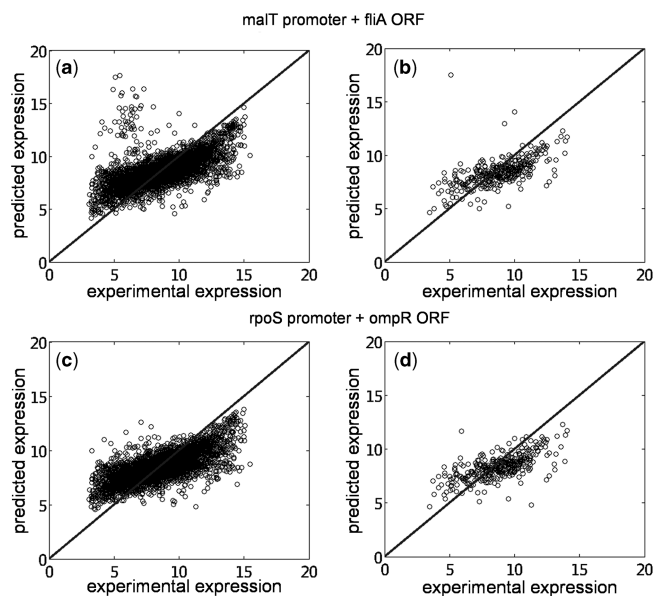 malT promoter + fliA ORF
(a)
20
15
10
5
0
predicted expression
0 5 10 15 20
experimental expression
(b)
20
15
10
5
0
predicted expression
0 5 10 15 20
experimental expression
rpoS promoter + ompR ORF
(c)
20
15
10
5
0
predicted expression
0 5 10 15 20
experimental expression
(d)
20
15
10
5
0
predicted expression
0 5 10 15 20
experimental expression